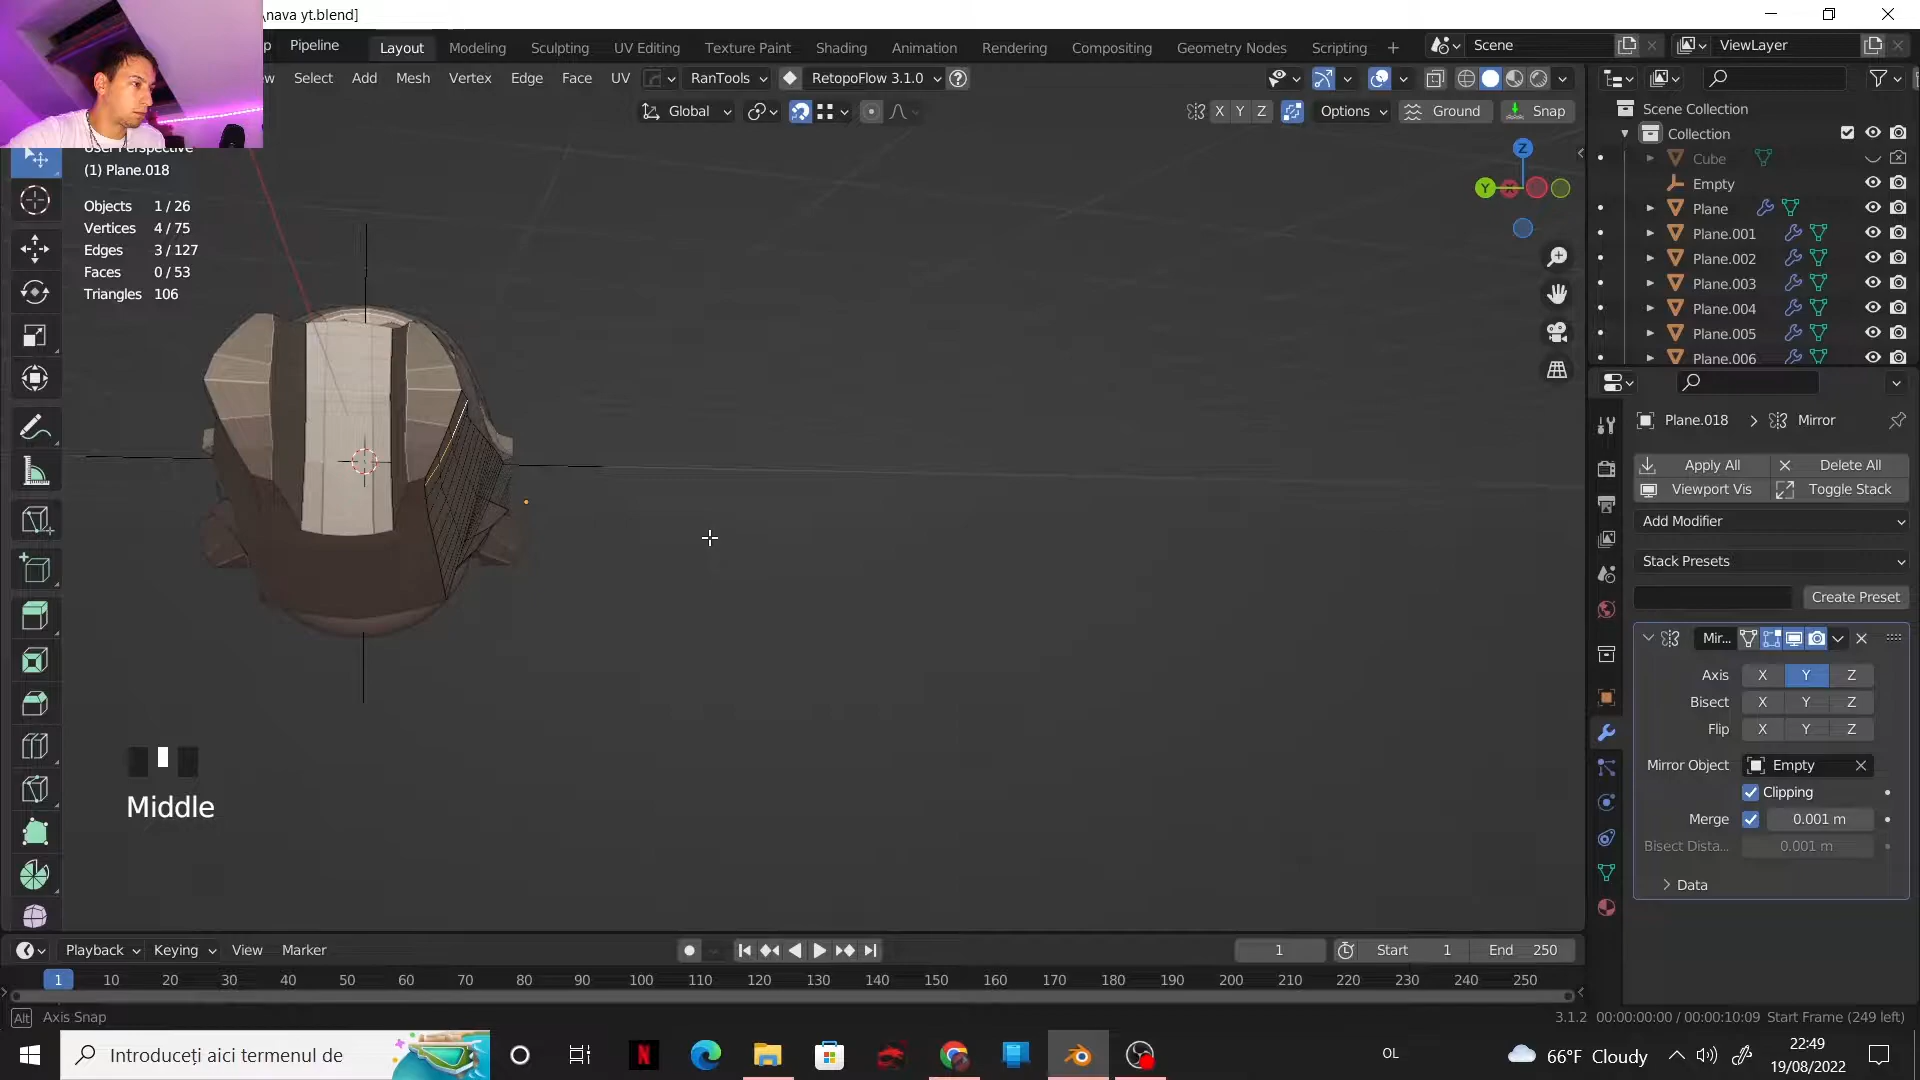 \nava yt.blend]
Pipeline
Layout
Modeling
Sculpting
UV Editing
Texture Paint
Shading
Animation
Rendering
Compositing
Geometry Nodes
Scripting
+
Scene
ViewLayer
Select
Add
Mesh
Vertex
Edge
Face
UV
RanTools
RetopoFlow 3.1.0
Global
X Y Z
Options
Ground
Snap
(1) Plane.018
Objects 1 / 26
Vertices 4 / 75
Edges 3 / 127
Faces 0 / 53
Triangles 106
Z
Y
Middle
Scene Collection
Collection
Cube
Empty
Plane
Plane.001
Plane.002
Plane.003
Plane.004
Plane.005
Plane.006
Plane.018 > Mirror
Apply All
Delete All
Viewport Vis
Toggle Stack
Add Modifier
Stack Presets
Create Preset
Mir...
Axis X Y Z
Bisect X Y Z
Flip X Y Z
Mirror Object Empty
Clipping
Merge 0.001 m
Bisect Dista... 0.001 m
Data
Playback
Keying
View
Marker
1
Start 1
End 250
1 10 20 30 40 50 60 70 80 90 100 110 120 130 140 150 160 170 180 190 200 210 220 230 240 250
Alt Axis Snap
3.1.2 00:00:00:00 / 00:00:10:09 Start Frame (249 left)
Introduceți aici termenul de
OL
66°F Cloudy
22:49
19/08/2022